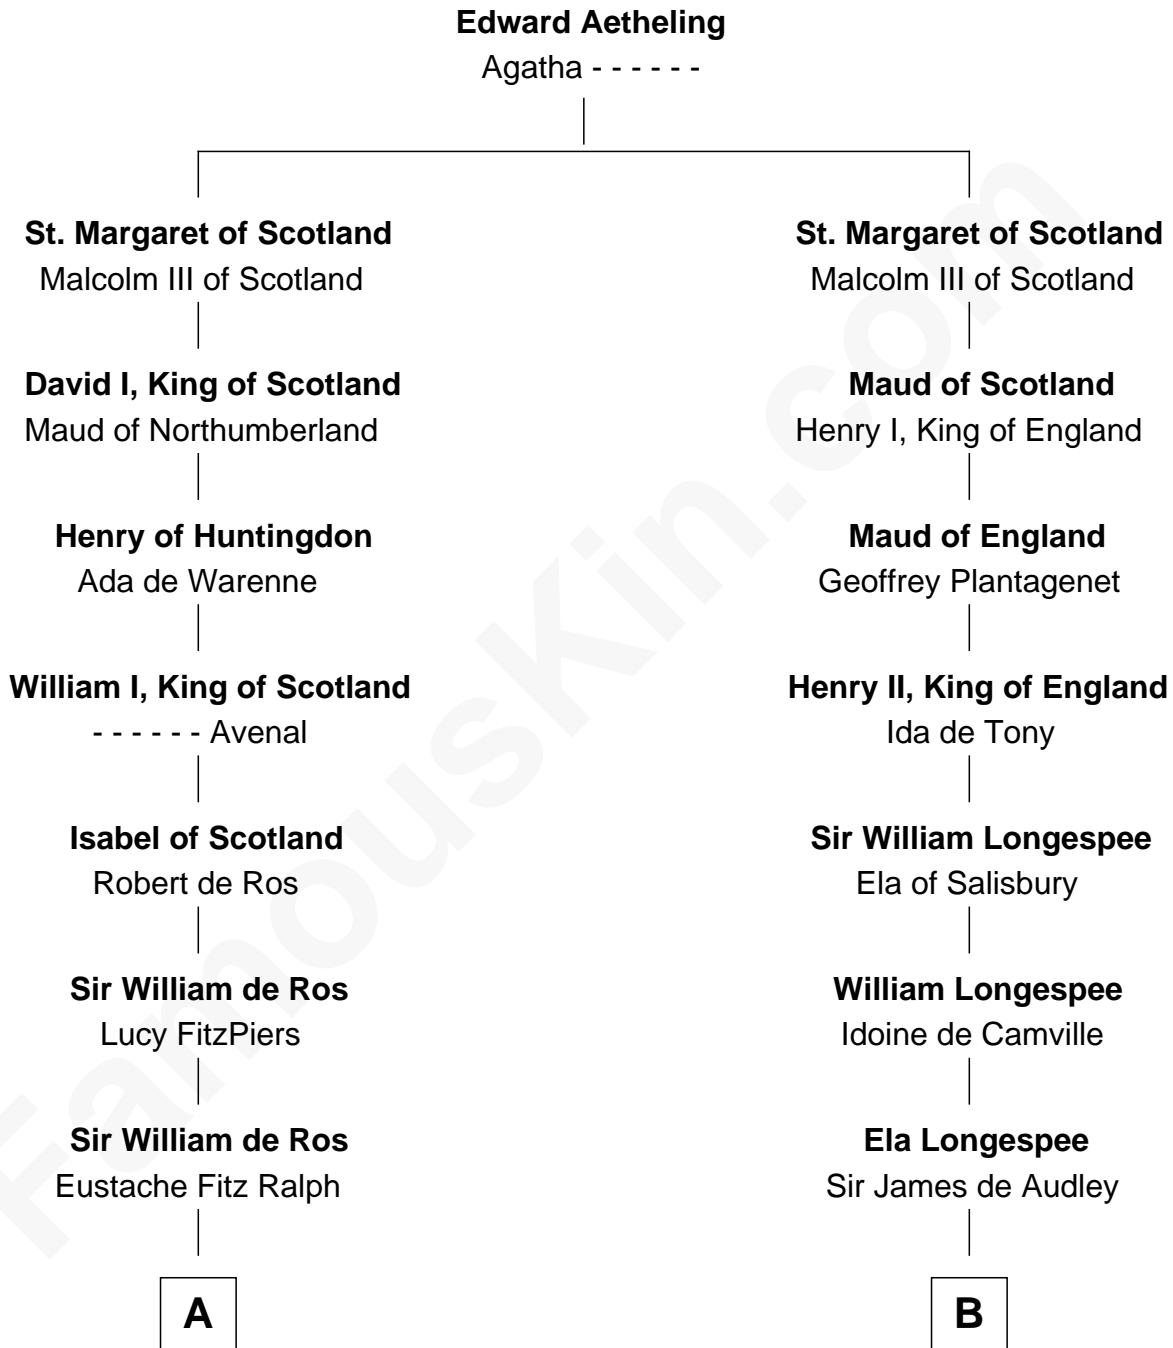 Edward Aetheling
Agatha - - - - - -
St. Margaret of Scotland
Malcolm III of Scotland
David I, King of Scotland
Maud of Northumberland
Henry of Huntingdon
Ada de Warenne
William I, King of Scotland
- - - - - - Avenal
Isabel of Scotland
Robert de Ros
Sir William de Ros
Lucy FitzPiers
Sir William de Ros
Eustache Fitz Ralph
A
St. Margaret of Scotland
Malcolm III of Scotland
Maud of Scotland
Henry I, King of England
Maud of England
Geoffrey Plantagenet
Henry II, King of England
Ida de Tony
Sir William Longespee
Ela of Salisbury
William Longespee
Idoine de Camville
Ela Longespee
Sir James de Audley
B
FamousKin.com